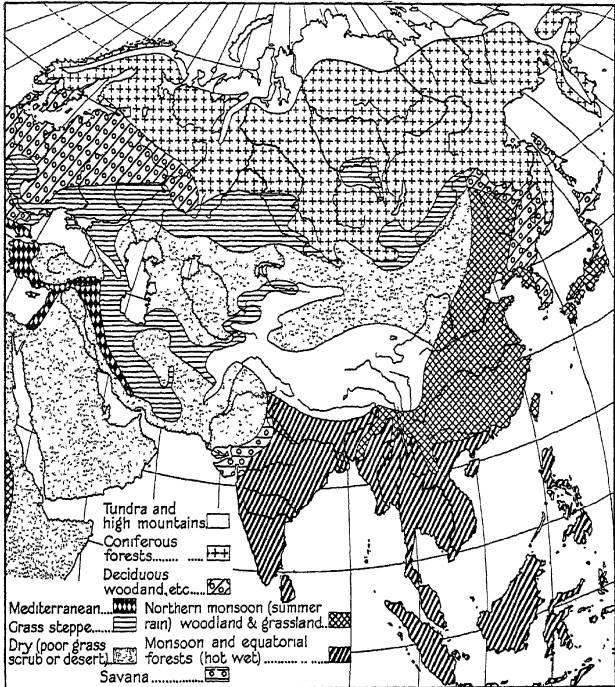 Tundra and
high mountains
Coniferous
forests..........
Deciduous
woodand, etc....
Mediterranean....
Grass steppe.....
Dry (poor grass
scrub or desert)..
Northern monsoon (summer
rain) woodland & grassland....
Monsoon and equatorial
forests (hot wet) ........... .. ..
Savana ............